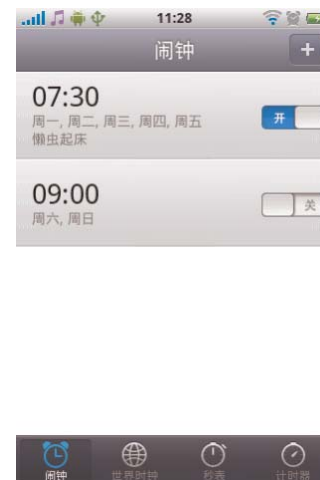 11:28
闹钟
+
07:30
周一, 周二, 周三, 周四, 周五
懒虫起床
开
09:00
周六, 周日
关
闹钟 世界时钟 秒表 计时器